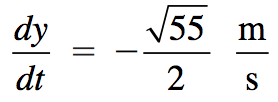 dy/dt = −√55/2 m/s